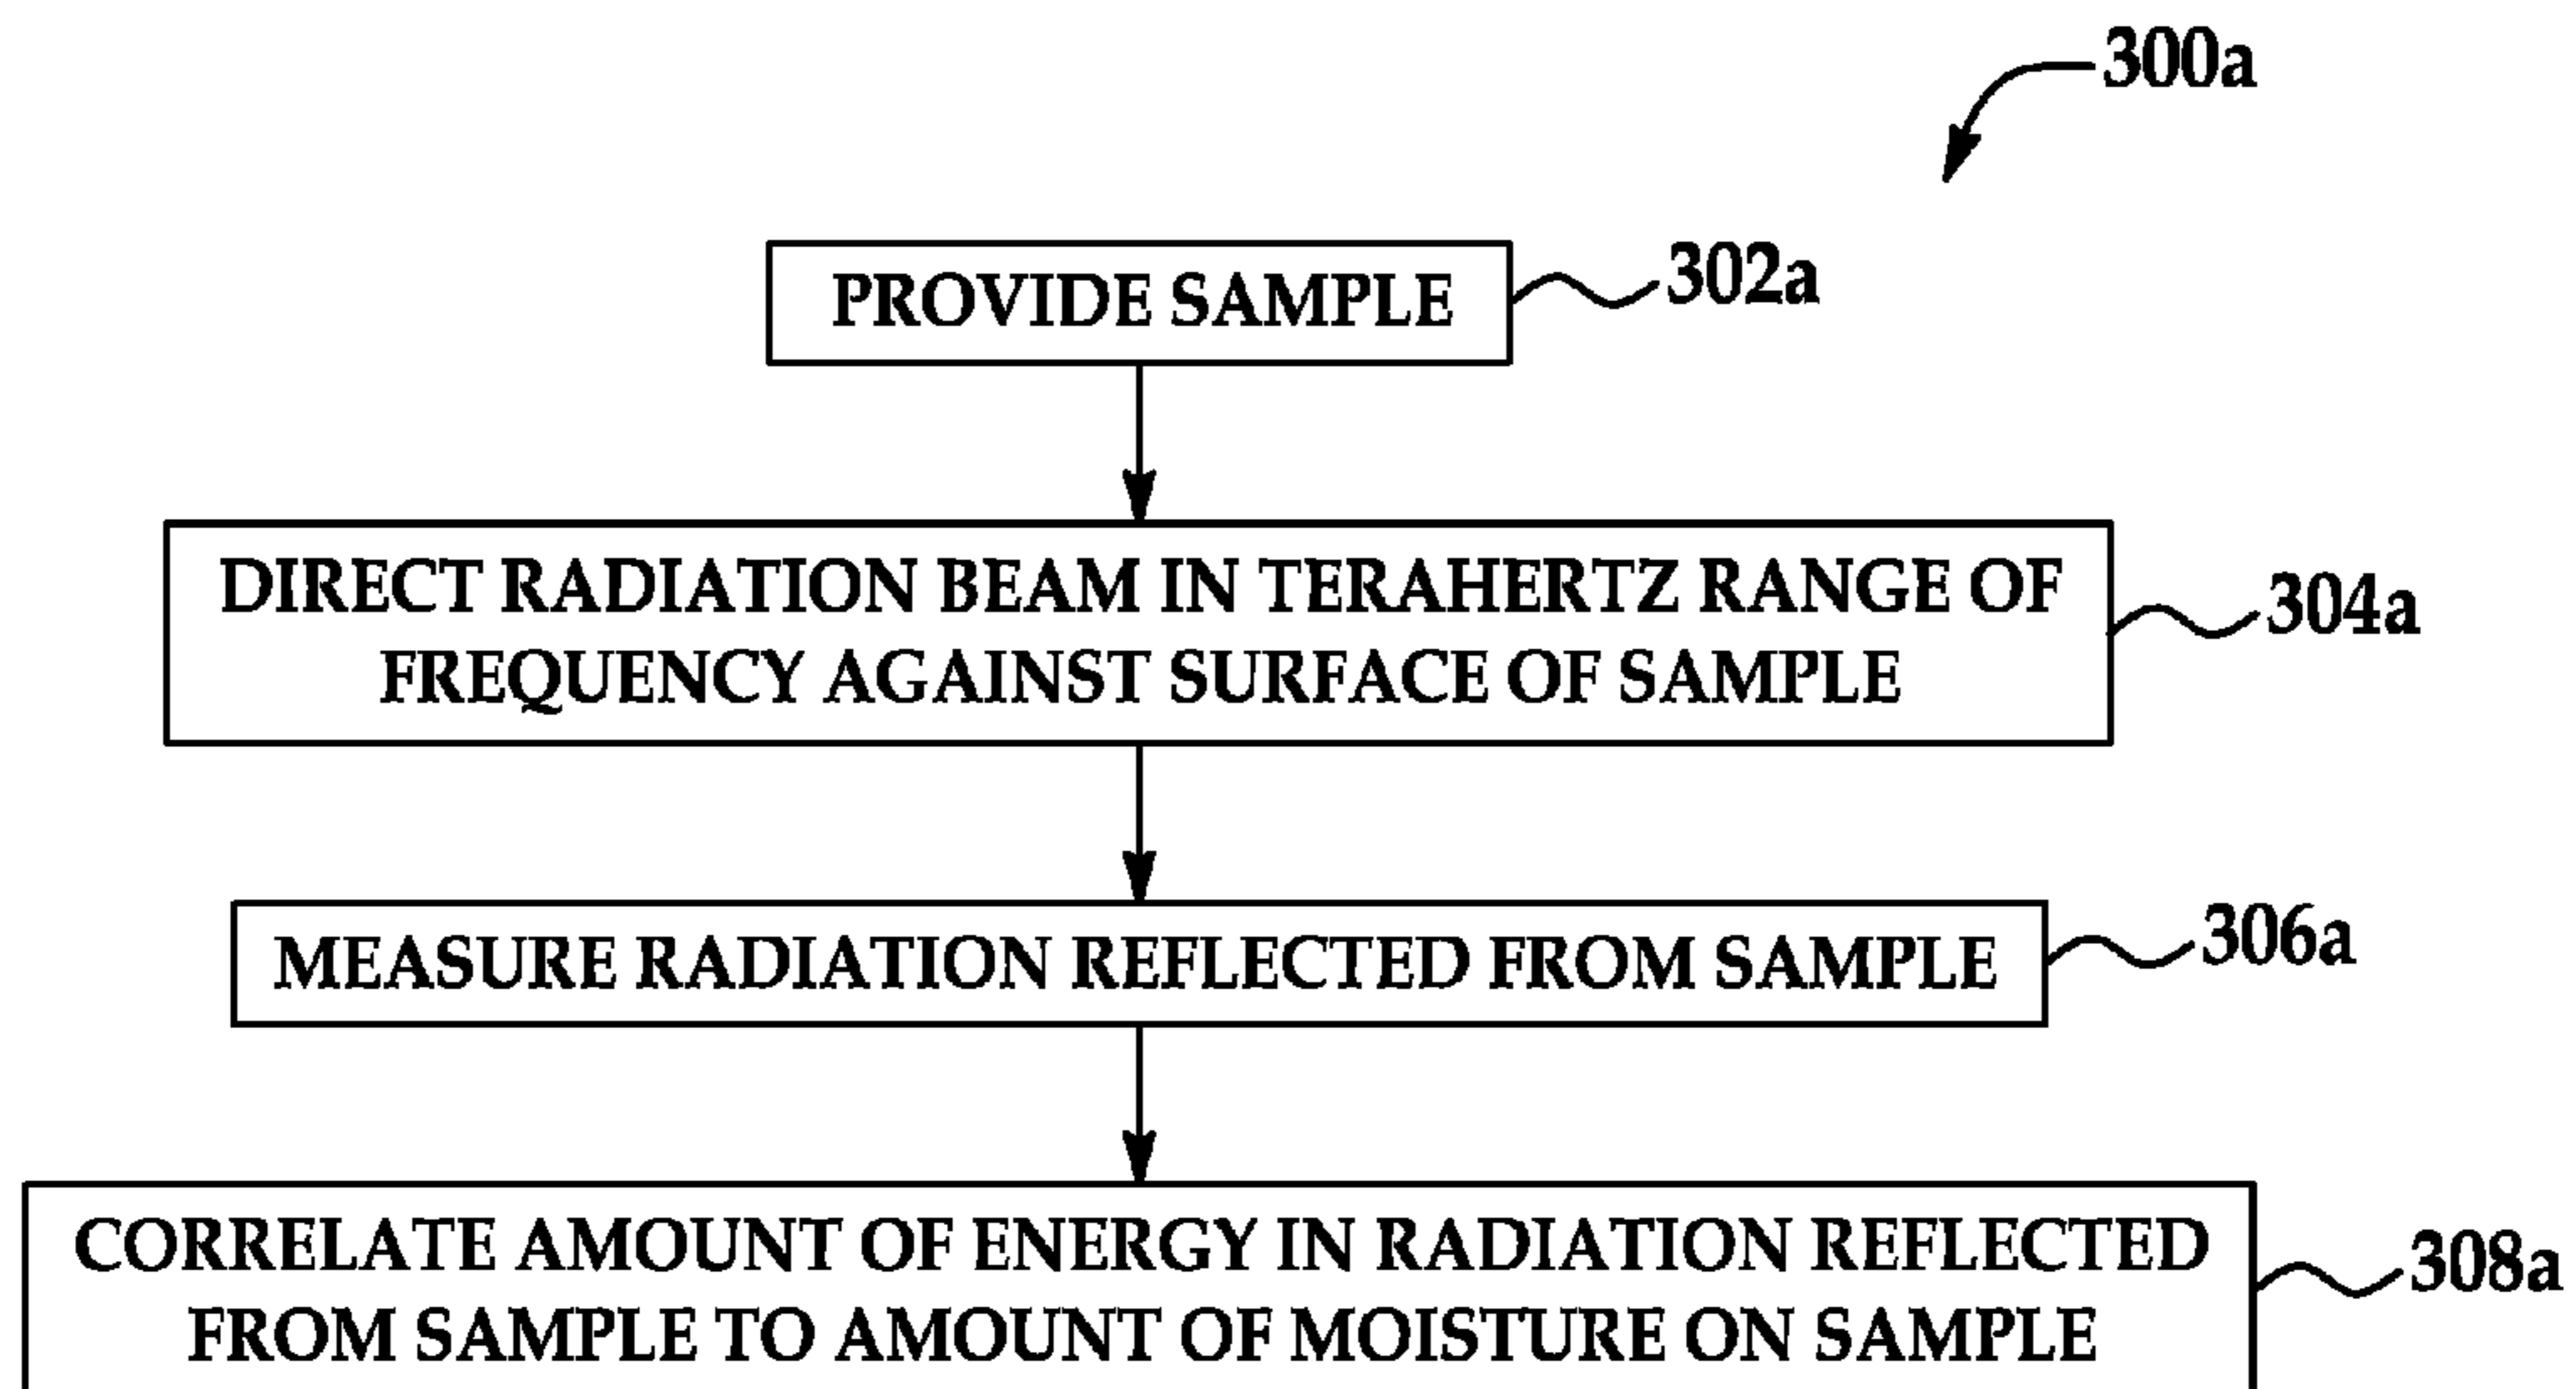 300a
PROVIDE SAMPLE
302a
DIRECT RADIATION BEAM IN TERAHERTZ RANGE OF
FREQUENCY AGAINST SURFACE OF SAMPLE
304a
MEASURE RADIATION REFLECTED FROM SAMPLE
306a
CORRELATE AMOUNT OF ENERGY IN RADIATION REFLECTED
FROM SAMPLE TO AMOUNT OF MOISTURE ON SAMPLE
308a